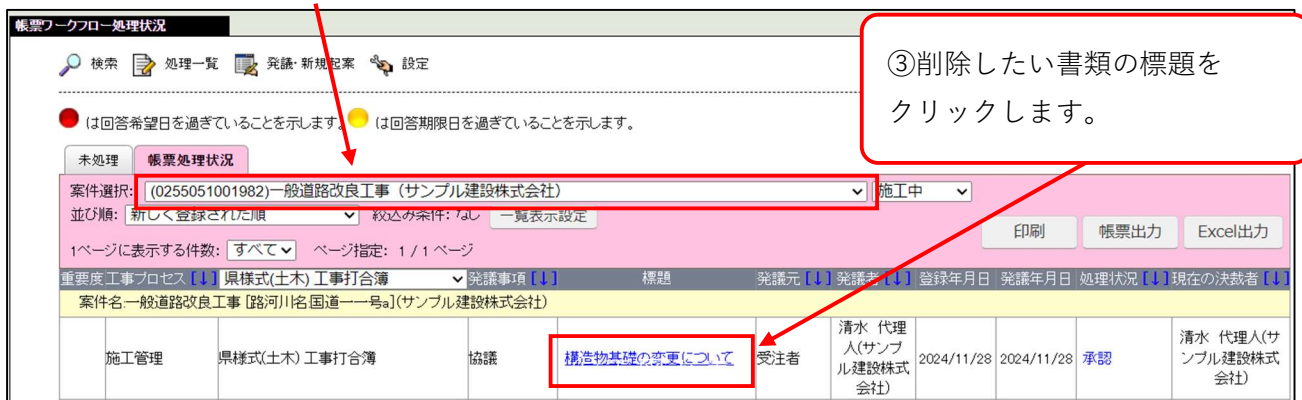 帳票ワークフロー処理状況
検索 処理一覧 発議・新規起案 設定
③削除したい書類の標題を
クリックします。
は回答希望日を過ぎていることを示します。 は回答期限日を過ぎていることを示します。
未処理 帳票処理状況
案件選択: (0255051001982)一般道路改良工事（サンプル建設株式会社） 施工中
並び順: 新しく登録された順 絞込み条件: なし 一覧表示設定
印刷 帳票出力 Excel出力
1ページに表示する件数: すべて ページ指定: 1 / 1 ページ
重要度 工事プロセス【↓】 県様式(土木) 工事打合簿 発議事項【↓】 標題 発議元【↓】 発議者【↓】 登録年月日 発議年月日 処理状況【↓】 現在の決裁者【↓】
案件名:一般道路改良工事 [路河川名:国道一一号a](サンプル建設株式会社)
施工管理 県様式(土木) 工事打合簿 協議 構造物基礎の変更について 受注者 清水 代理
人(サンプ
ル建設株式
会社) 2024/11/28 2024/11/28 承認 清水 代理人(サ
ンプル建設株式
会社)